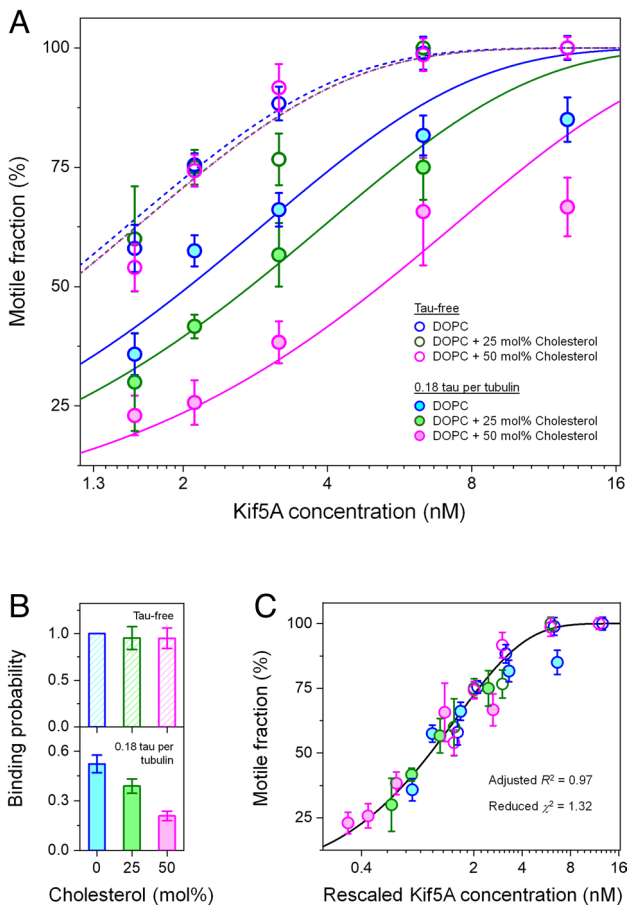 A
Motile fraction (%)
100
75
50
25
Tau-free
DOPC
DOPC + 25 mol% Cholesterol
DOPC + 50 mol% Cholesterol
0.18 tau per tubulin
DOPC
DOPC + 25 mol% Cholesterol
DOPC + 50 mol% Cholesterol
1.3 2 4 8 16
Kif5A concentration (nM)
B
Binding probability
Tau-free
1.0
0.5
0.0
0.18 tau per
tubulin
0.6
0.3
0.0
0 25 50
Cholesterol (mol%)
C
Motile fraction (%)
100
75
50
25
Adjusted R² = 0.97
Reduced χ² = 1.32
0.4 2 4 8 16
Rescaled Kif5A concentration (nM)